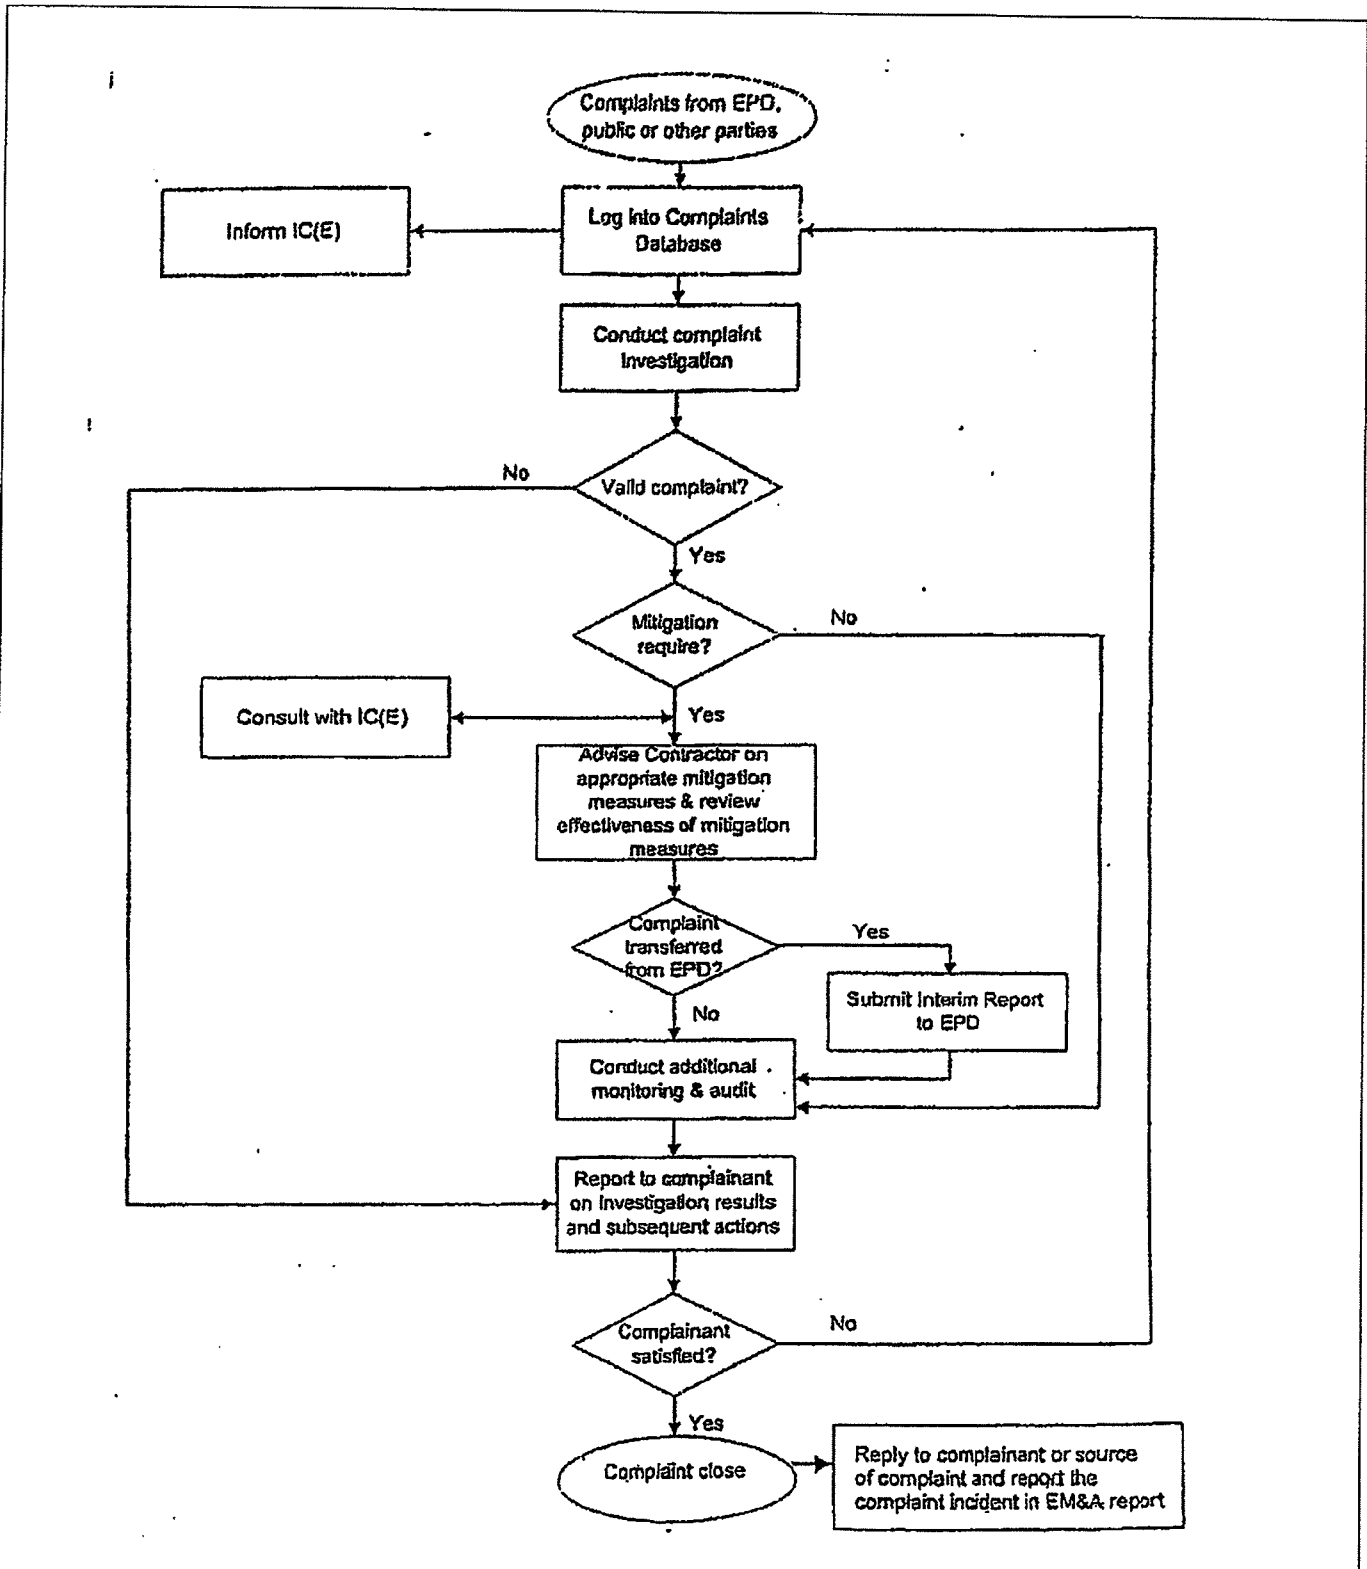 Complaints from EPD,
public or other parties
Inform IC(E)
Log into Complaints
Database
Conduct complaint
Investigation
No
Valid complaint?
Yes
Mitigation
require?
No
Consult with IC(E)
Yes
Advise Contractor on
appropriate mitigation
measures & review
effectiveness of mitigation
measures
Complaint
transferred
from EPD?
Yes
Submit Interim Report
to EPD
No
Conduct additional
monitoring & audit
Report to complainant
on investigation results
and subsequent actions
Complainant
satisfied?
No
Yes
Complaint close
Reply to complainant or source
of complaint and report the
complaint incident in EM&A report